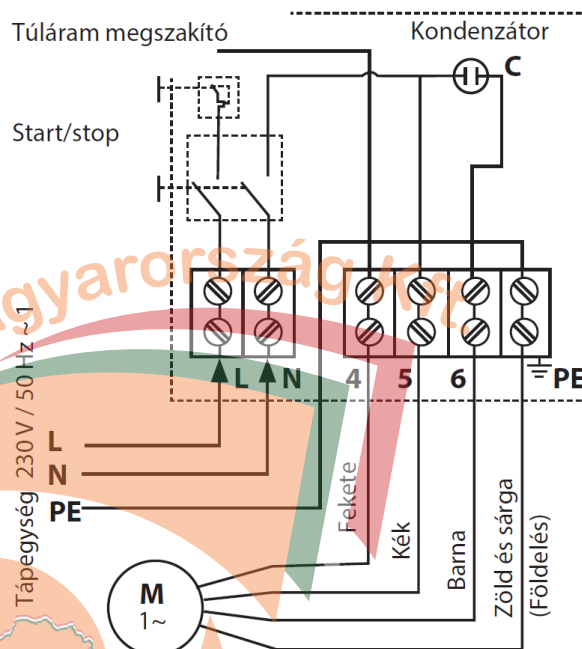 Túláram megszakító
Kondenzátor
C
Start/stop
gyarország Kft.
L N 4 5 6 PE
Tápegység 230 V / 50 Hz ~ 1
L
N
PE
Fekete
Kék
Barna
Zöld és sárga
(Földelés)
M
1~